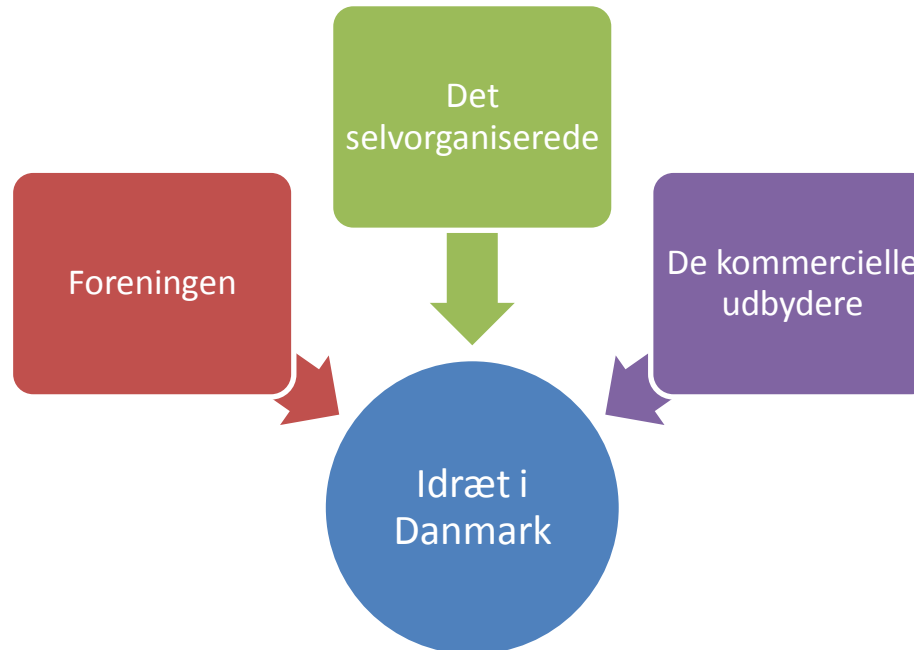 Det
selvorganiserede
Foreningen
De kommercielle
udbydere
Idræt i
Danmark